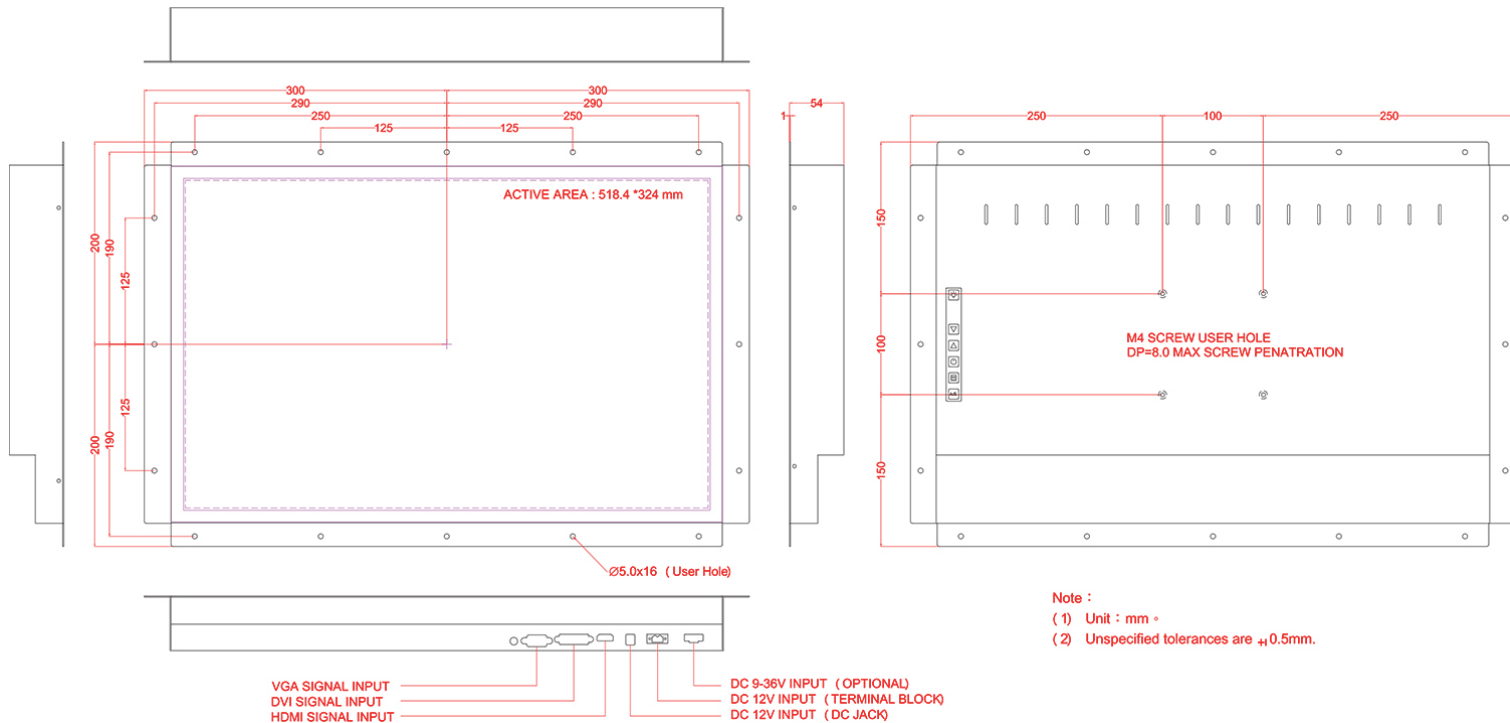 300
300
290
290
250
250
125
125
200
190
125
200
190
125
ACTIVE AREA : 518.4 *324 mm
Ø5.0x16 ( User Hole)
1
54
250
100
250
150
100
150
M4 SCREW USER HOLE
DP=8.0 MAX SCREW PENATRATION
Note :
( 1) Unit : mm 。
( 2) Unspecified tolerances are +| 0.5mm.
VGA SIGNAL INPUT
DVI SIGNAL INPUT
HDMI SIGNAL INPUT
DC 9-36V INPUT ( OPTIONAL)
DC 12V INPUT ( TERMINAL BLOCK)
DC 12V INPUT ( DC JACK)